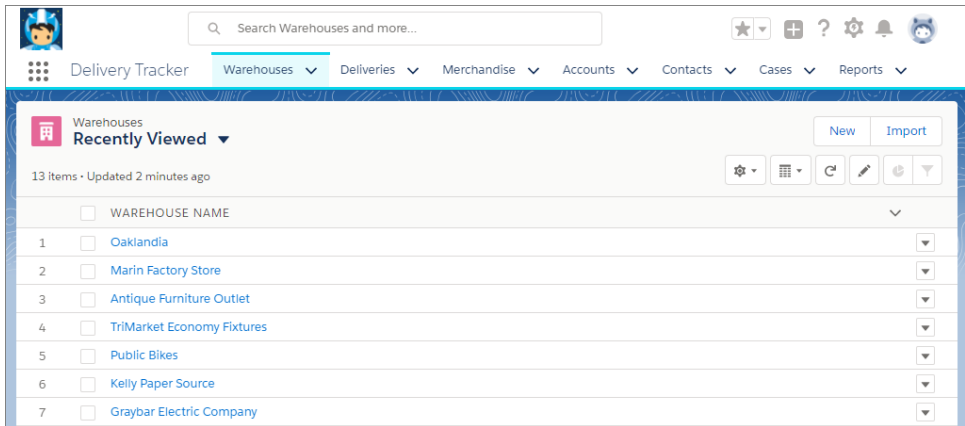 Search Warehouses and more...
Delivery Tracker Warehouses Deliveries Merchandise Accounts Contacts Cases Reports
Warehouses
Recently Viewed
New Import
13 items • Updated 2 minutes ago
WAREHOUSE NAME
1 Oaklandia
2 Marin Factory Store
3 Antique Furniture Outlet
4 TriMarket Economy Fixtures
5 Public Bikes
6 Kelly Paper Source
7 Graybar Electric Company